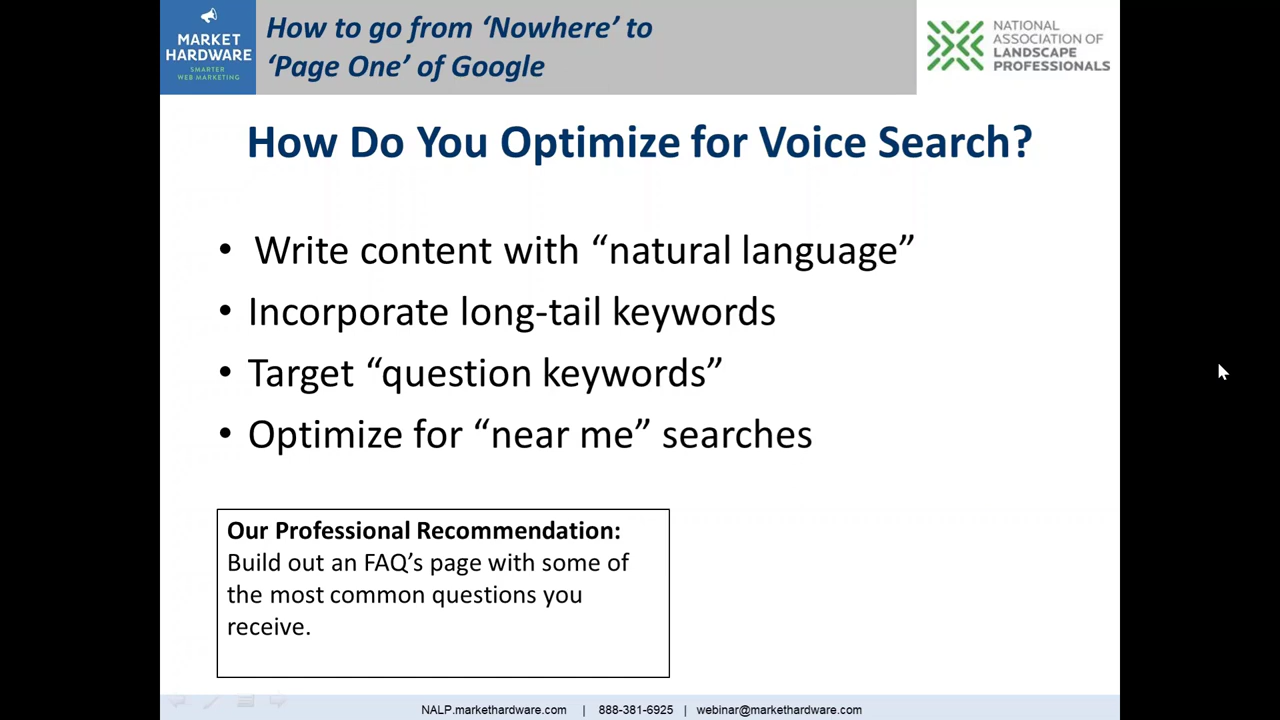 MARKET
HARDWARE
SMARTER
WEB MARKETING
How to go from ‘Nowhere’ to
‘Page One’ of Google
NATIONAL
ASSOCIATION OF
LANDSCAPE
PROFESSIONALS
How Do You Optimize for Voice Search?
• Write content with “natural language”
• Incorporate long-tail keywords
• Target “question keywords”
• Optimize for “near me” searches
Our Professional Recommendation:
Build out an FAQ’s page with some of
the most common questions you
receive.
NALP.markethardware.com | 888-381-6925 | webinar@markethardware.com